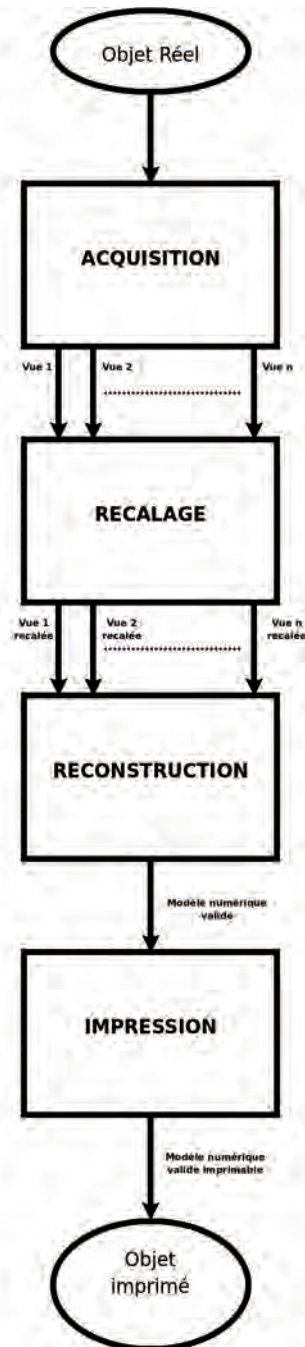 Objet Réel
ACQUISITION
Vue 1 Vue 2 Vue n
RECALAGE
Vue 1 Vue 2 Vue n
recalée recalée recalée
RECONSTRUCTION
Modèle numérique
valide
IMPRESSION
Modèle numérique
valide imprimable
Objet
imprimé